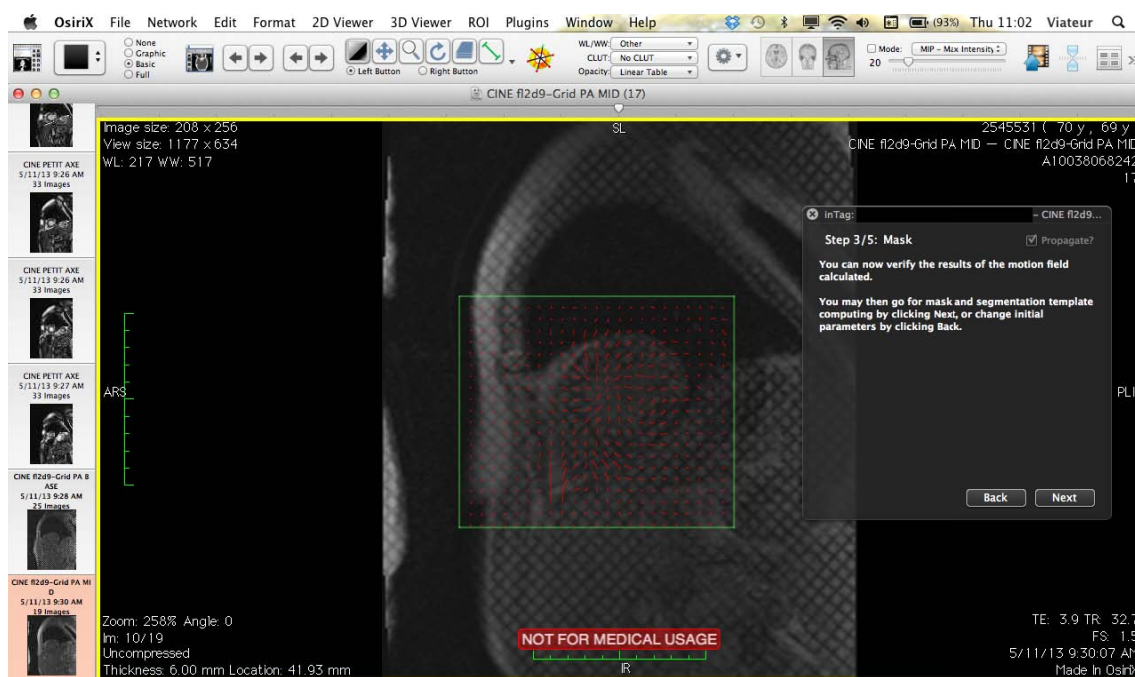 OsiriX File Network Edit Format 2D Viewer 3D Viewer ROI Plugins Window Help (93%) Thu 11:02 Viateur
None
Graphic
Basic
Full
Left Button Right Button
WL/WW: Other
CLUT: No CLUT
Opacity: Linear Table
Mode: MIP - Max Intensity
20
CINE fl2d9-Grid PA MID (17)
CINE PETIT AXE
5/11/13 9:26 AM
33 Images
CINE PETIT AXE
5/11/13 9:26 AM
33 Images
CINE PETIT AXE
5/11/13 9:27 AM
33 Images
CINE fl2d9-Grid PA B
ASE
5/11/13 9:28 AM
25 Images
CINE fl2d9-Grid PA MI
D
5/11/13 9:30 AM
19 Images
Image size: 208 x 256
View size: 1177 x 634
WL: 217 WW: 517
SL
2545531 ( 70 y , 69 y
CINE fl2d9-Grid PA MID — CINE fl2d9-Grid PA MID
A10038068242
17
ARS
PLI
inTag: - CINE fl2d9...
Step 3/5: Mask
Propagate?
You can now verify the results of the motion field
calculated.
You may then go for mask and segmentation template
computing by clicking Next, or change initial
parameters by clicking Back.
Back Next
Zoom: 258% Angle: 0
Im: 10/19
Uncompressed
Thickness: 6.00 mm Location: 41.93 mm
NOT FOR MEDICAL USAGE
IR
TE: 3.9 TR: 32.7
FS: 1.5
5/11/13 9:30:07 AM
Made In OsiriX